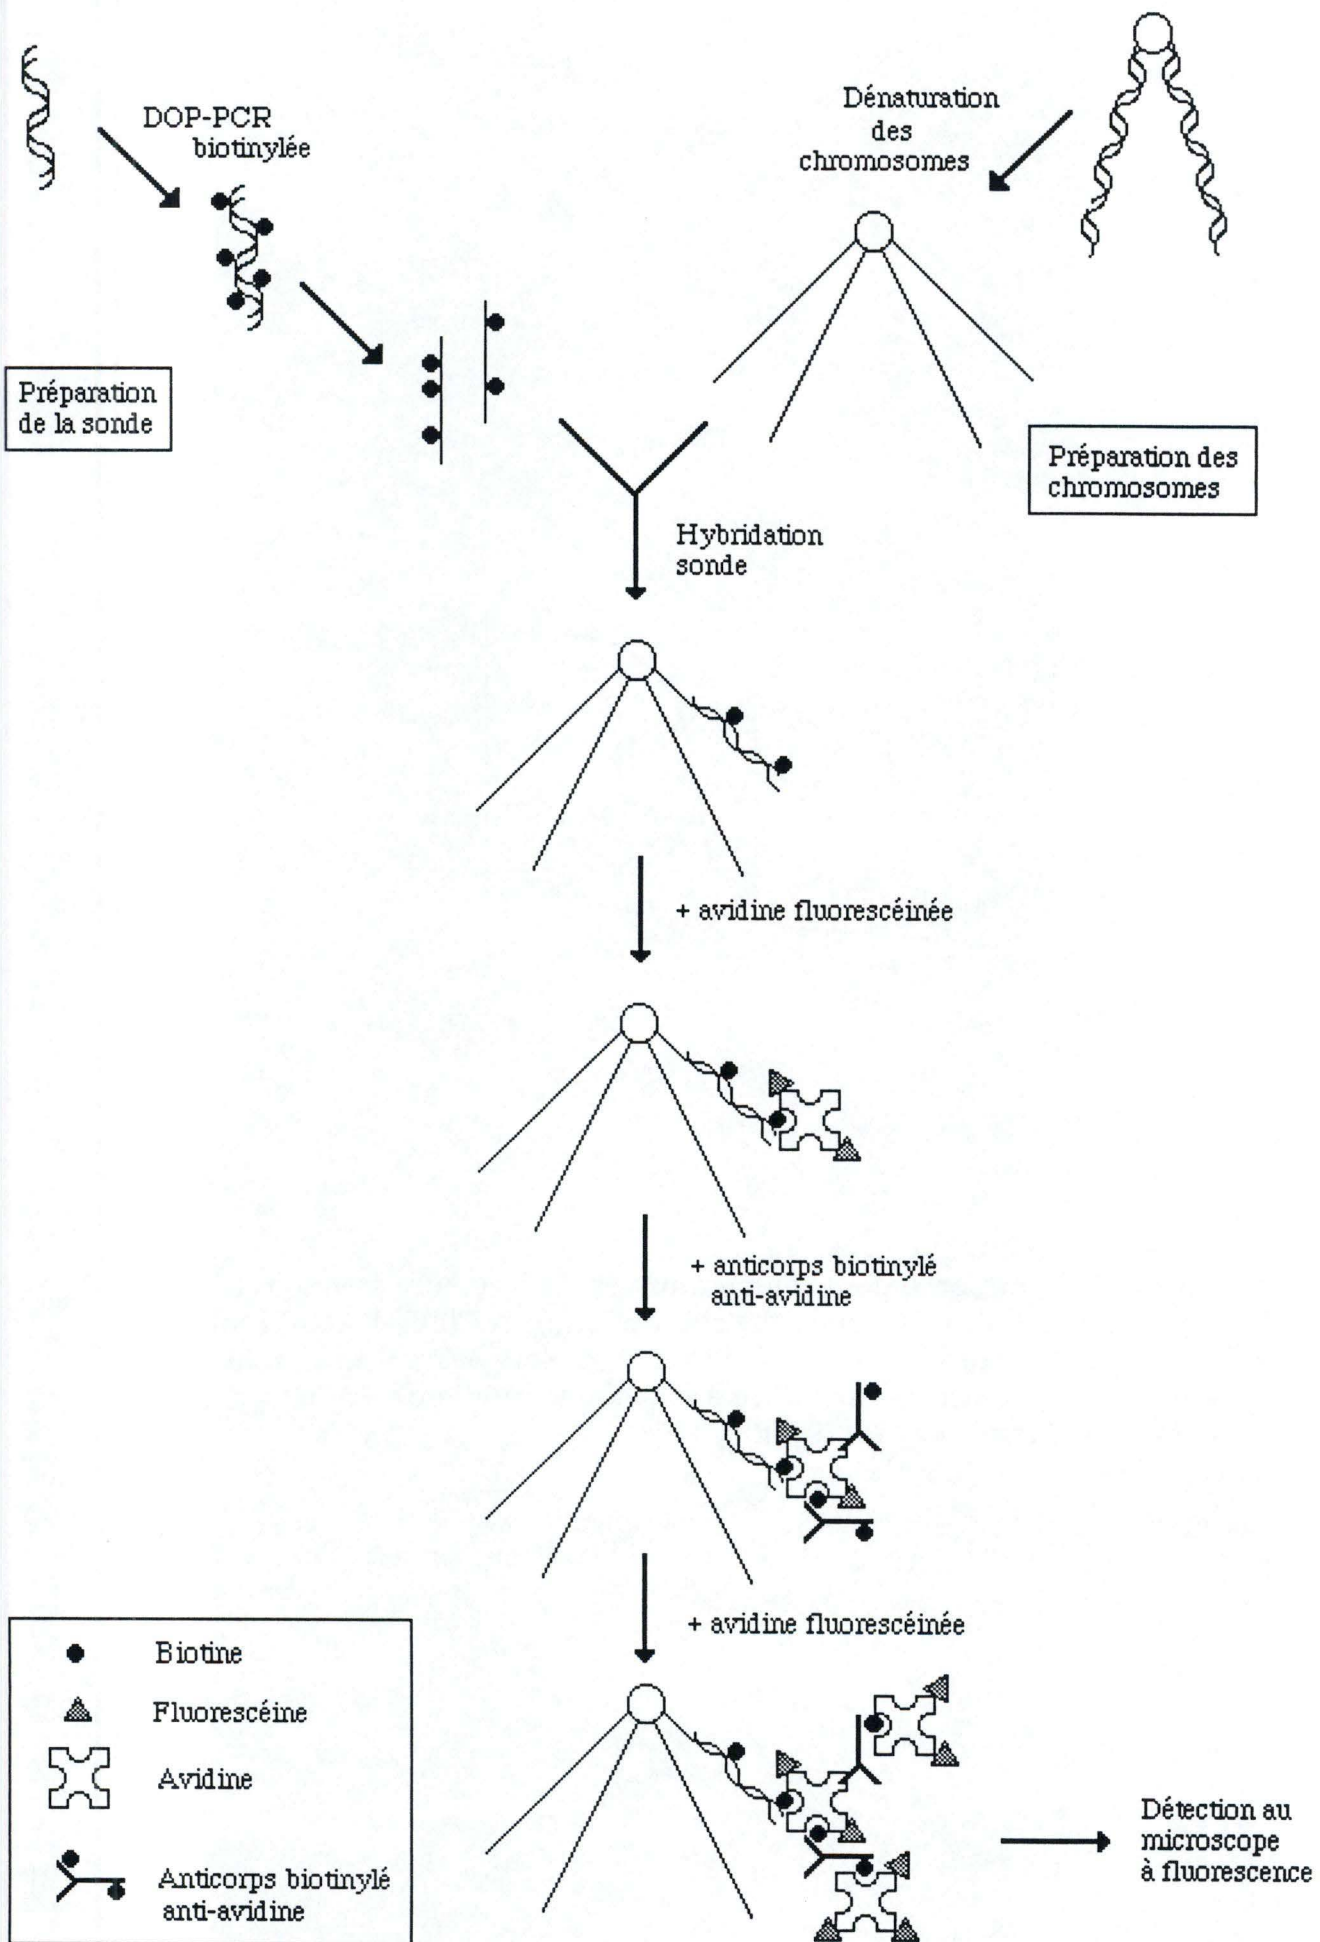 DOP-PCR
biotinylée
Dénaturation
des
chromosomes
Préparation
de la sonde
Préparation des
chromosomes
Hybridation
sonde
+ avidine fluorescéinée
+ anticorps biotinylé
anti-avidine
+ avidine fluorescéinée
Biotine
Fluorescéine
Avidine
Anticorps biotinylé
anti-avidine
Détection au
microscope
à fluorescence